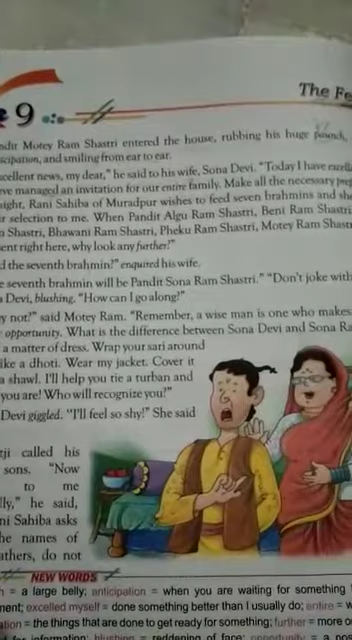 9
The Fe
ndit Motey Ram Shastri entered the house, rubbing his huge paunch,
cipation, and smiling from ear to ear.
cellent news, my dear," he said to his wife, Sona Devi. "Today I have excell
ve managed an invitation for our entire family. Make all the necessary prep
ight, Rani Sahiba of Muradpur wishes to feed seven brahmins and she
r selection to me. When Pandit Algu Ram Shastri, Beni Ram Shastri
Shastri, Bhawani Ram Shastri, Pheku Ram Shastri, Motey Ram Shast
ent right here, why look any further!"
d the seventh brahmin?" enquired his wife.
e seventh brahmin will be Pandit Sona Ram Shastri." "Don't joke with
a Devi, blushing. "How can I go along?"
y not?" said Motey Ram. "Remember, a wise man is one who makes
opportunity. What is the difference between Sona Devi and Sona Ra
a matter of dress. Wrap your sari around
ike a dhoti. Wear my jacket. Cover it
a shawl. I'll help you tie a turban and
you are! Who will recognize you?"
Devi giggled. "I'll feel so shy!" She said
tji called his
sons. "Now
to me
lly," he said,
ni Sahiba asks
he names of
athers, do not
NEW WORDS
h = a large belly; anticipation = when you are waiting for something
ment; excelled myself = done something better than I usually do; entire = w
ation = the things that are done to get ready for something; further = more o
for information; blushing = reddening of face; opportunity = a